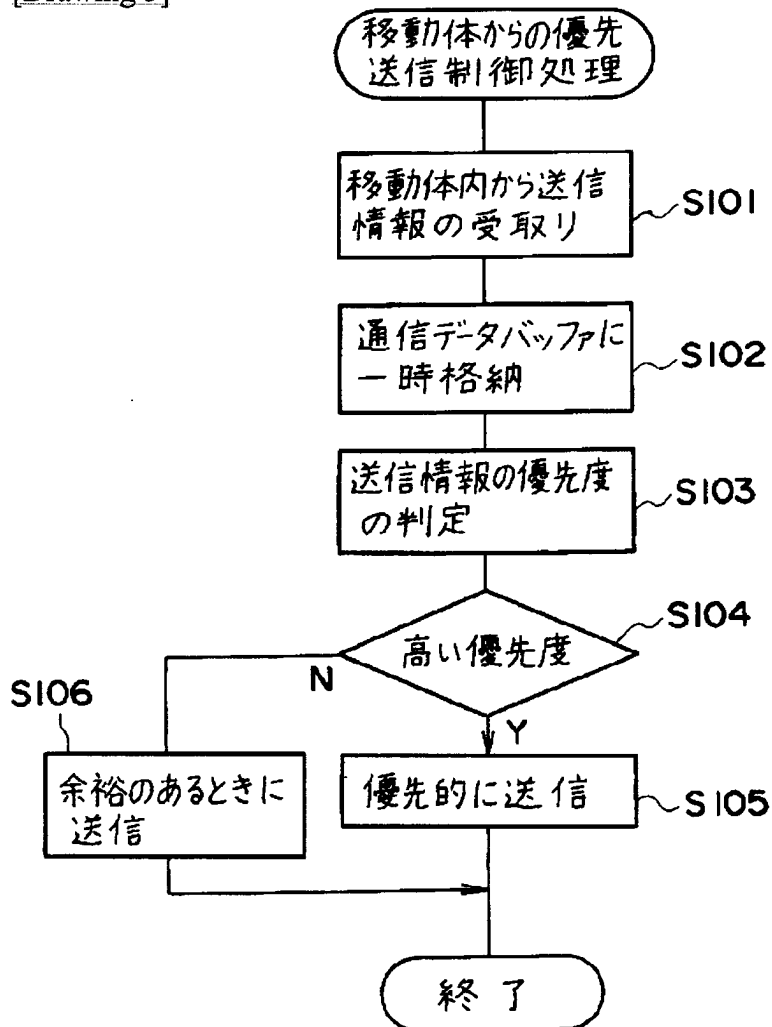 移動体からの優先
送信制御処理
移動体内から送信
情報の受取り
S101
通信データバッファに
一時格納
S102
送信情報の優先度
の判定
S103
高い優先度
S104
N
Y
S106
余裕のあるときに
送信
優先的に送信
S105
終了